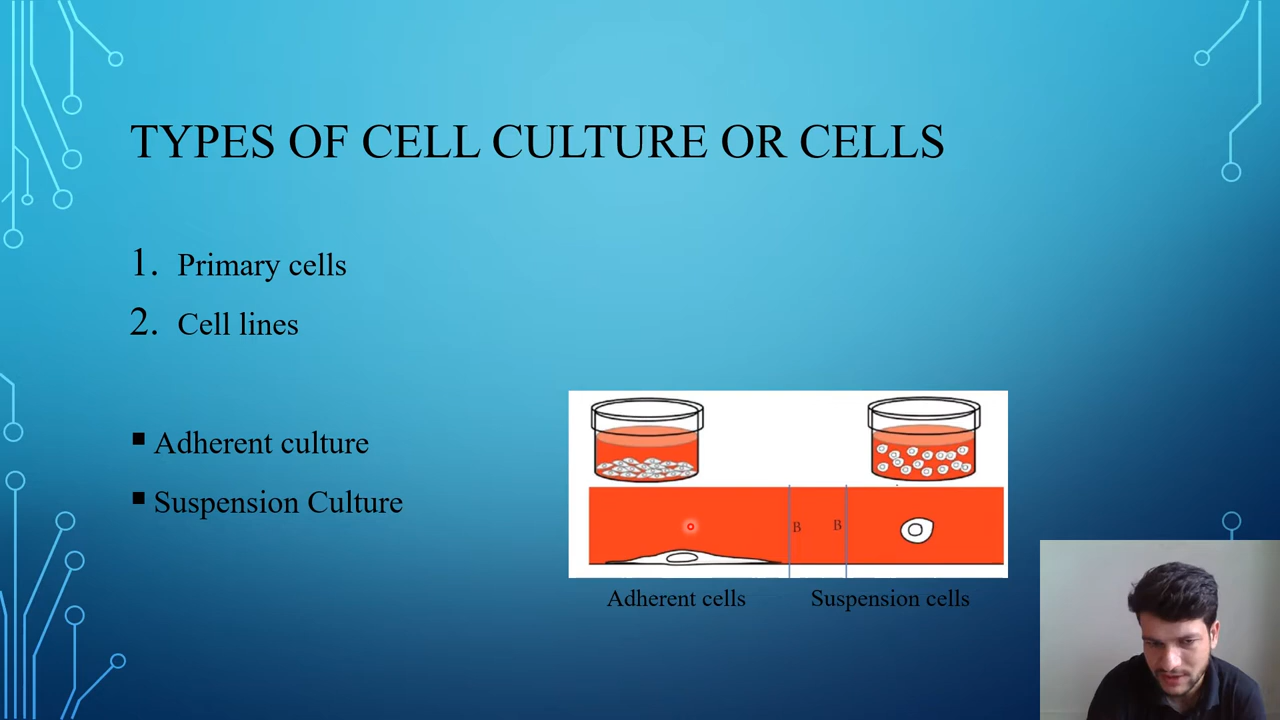 TYPES OF CELL CULTURE OR CELLS
1. Primary cells
2. Cell lines
▪ Adherent culture
▪ Suspension Culture
B B
Adherent cells Suspension cells